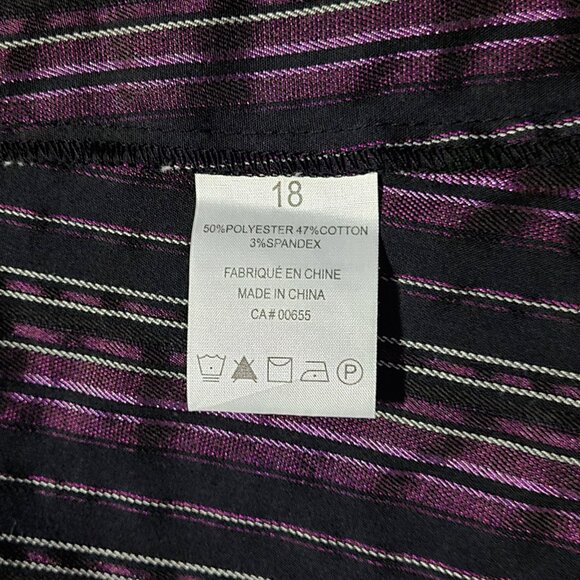 18
50%POLYESTER 47%COTTON
3%SPANDEX
FABRIQUÉ EN CHINE
MADE IN CHINA
CA # 00655
P